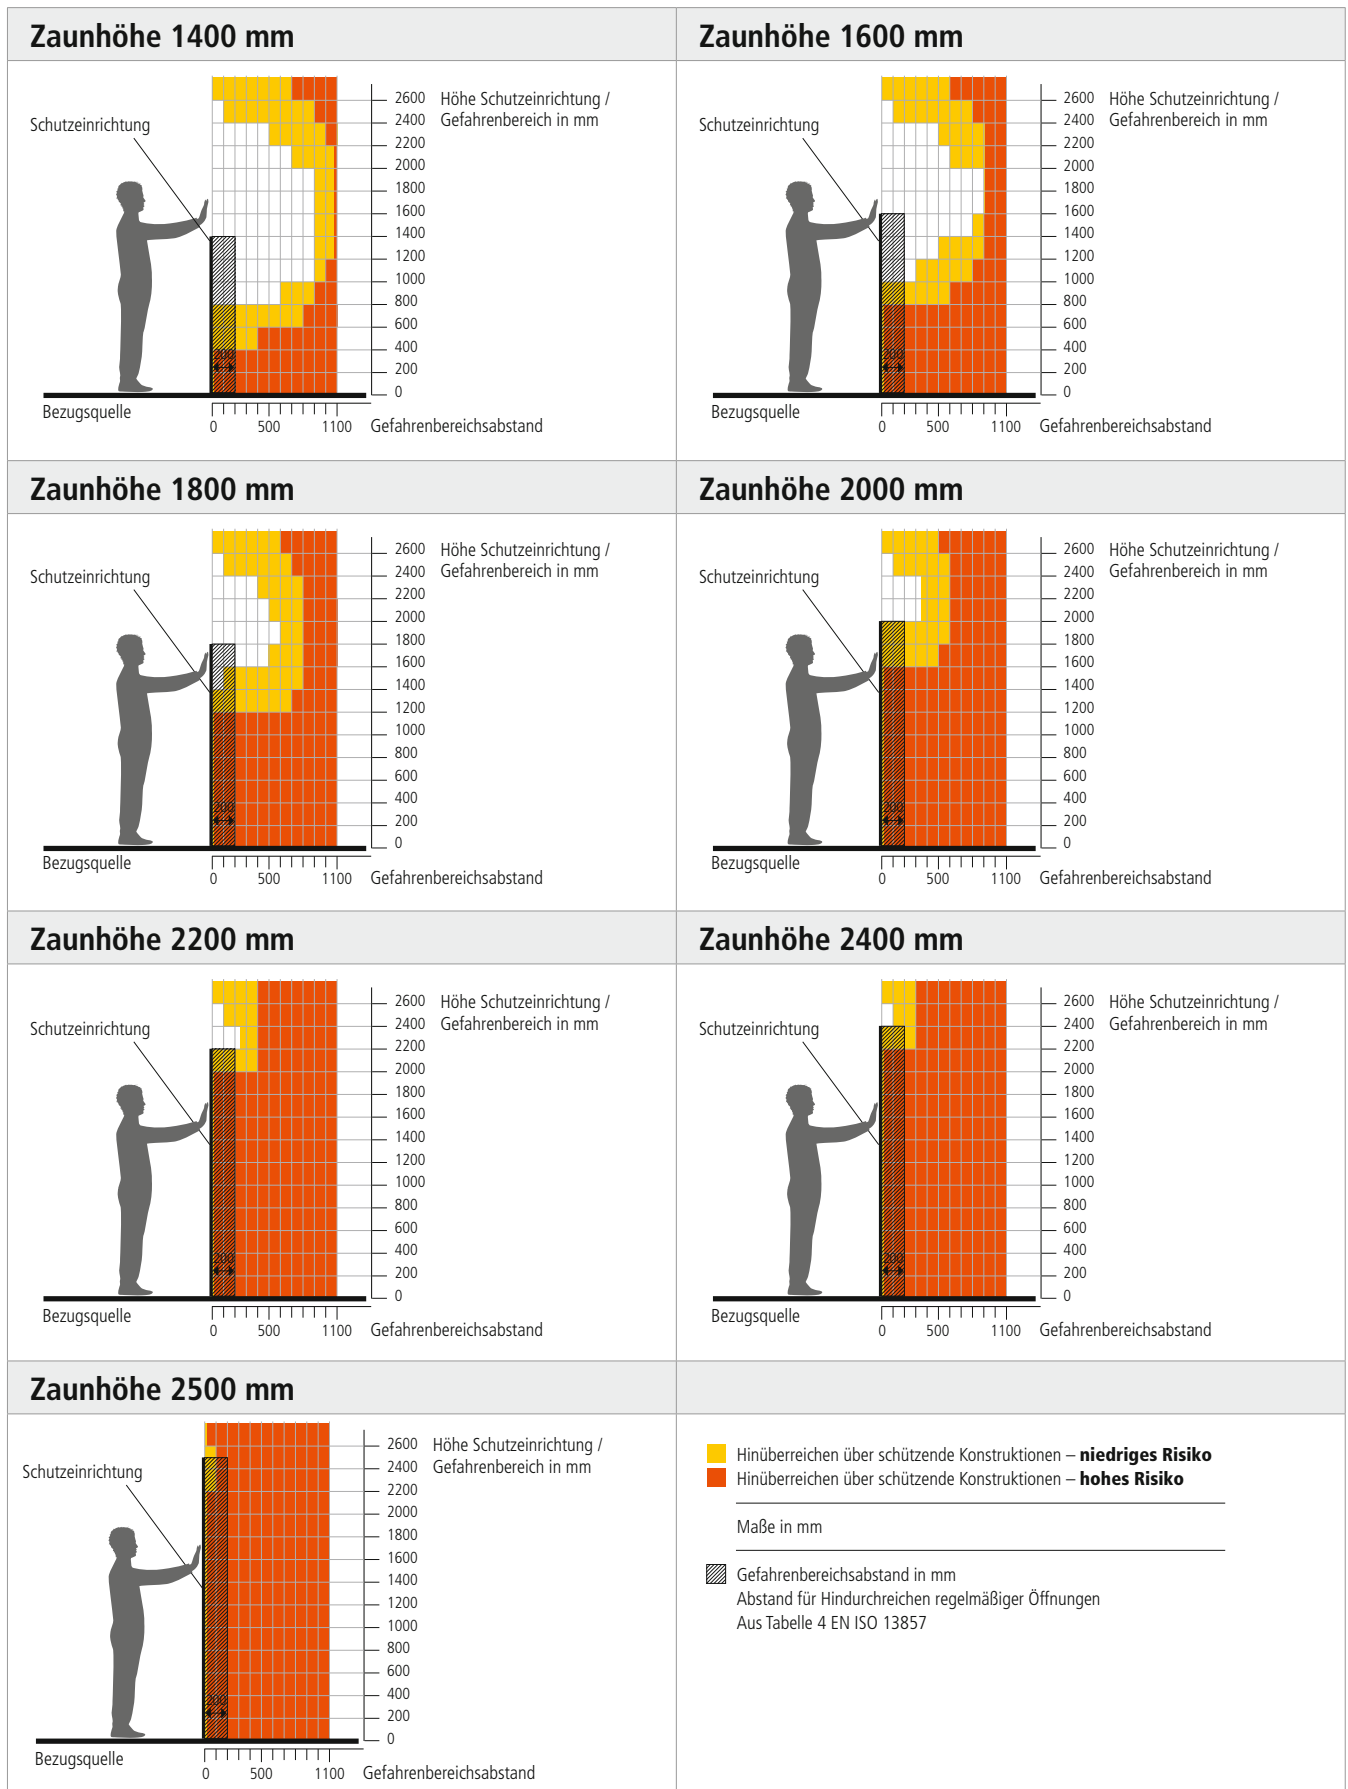 Zaunhöhe 1400 mm
Schutzeinrichtung
2600
2400
2200
2000
1800
1600
1400
1200
1000
800
600
400
200
0
Höhe Schutzeinrichtung /
Gefahrenbereich in mm
200
Bezugsquelle
0 500 1100 Gefahrenbereichsabstand
Zaunhöhe 1600 mm
Schutzeinrichtung
2600
2400
2200
2000
1800
1600
1400
1200
1000
800
600
400
200
0
Höhe Schutzeinrichtung /
Gefahrenbereich in mm
200
Bezugsquelle
0 500 1100 Gefahrenbereichsabstand
Zaunhöhe 1800 mm
Schutzeinrichtung
2600
2400
2200
2000
1800
1600
1400
1200
1000
800
600
400
200
0
Höhe Schutzeinrichtung /
Gefahrenbereich in mm
200
Bezugsquelle
0 500 1100 Gefahrenbereichsabstand
Zaunhöhe 2000 mm
Schutzeinrichtung
2600
2400
2200
2000
1800
1600
1400
1200
1000
800
600
400
200
0
Höhe Schutzeinrichtung /
Gefahrenbereich in mm
200
Bezugsquelle
0 500 1100 Gefahrenbereichsabstand
Zaunhöhe 2200 mm
Schutzeinrichtung
2600
2400
2200
2000
1800
1600
1400
1200
1000
800
600
400
200
0
Höhe Schutzeinrichtung /
Gefahrenbereich in mm
200
Bezugsquelle
0 500 1100 Gefahrenbereichsabstand
Zaunhöhe 2400 mm
Schutzeinrichtung
2600
2400
2200
2000
1800
1600
1400
1200
1000
800
600
400
200
0
Höhe Schutzeinrichtung /
Gefahrenbereich in mm
200
Bezugsquelle
0 500 1100 Gefahrenbereichsabstand
Zaunhöhe 2500 mm
Schutzeinrichtung
2600
2400
2200
2000
1800
1600
1400
1200
1000
800
600
400
200
0
Höhe Schutzeinrichtung /
Gefahrenbereich in mm
200
Bezugsquelle
0 500 1100 Gefahrenbereichsabstand
Hinüberreichen über schützende Konstruktionen – niedriges Risiko
Hinüberreichen über schützende Konstruktionen – hohes Risiko
Maße in mm
Gefahrenbereichsabstand in mm
Abstand für Hindurchreichen regelmäßiger Öffnungen
Aus Tabelle 4 EN ISO 13857